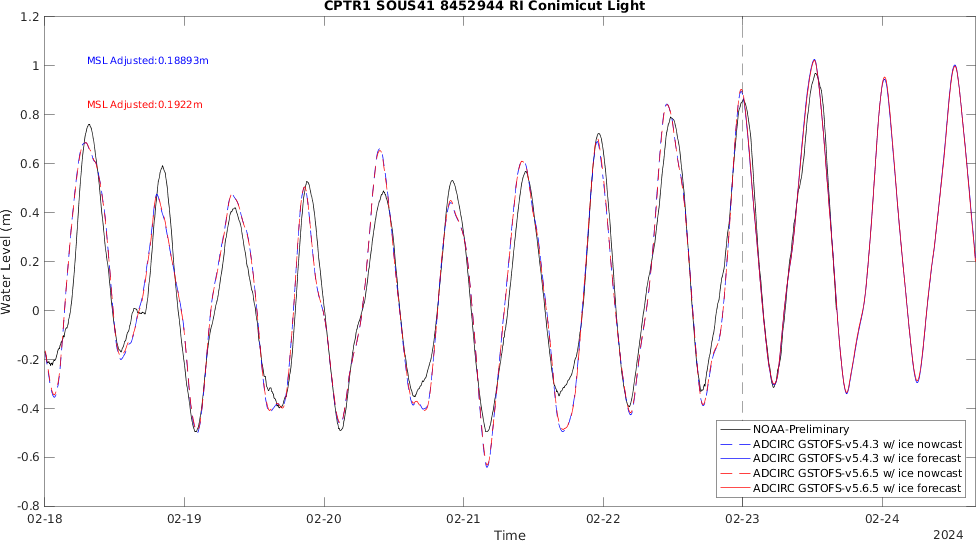 CPTR1 SOUS41 8452944 RI Conimicut Light
1.2
1
0.8
0.6
0.4
0.2
0
-0.2
-0.4
-0.6
-0.8
Water Level (m)
MSL Adjusted:0.18893m
MSL Adjusted:0.1922m
NOAA-Preliminary
ADCIRC GSTOFS-v5.4.3 w/ ice nowcast
ADCIRC GSTOFS-v5.4.3 w/ ice forecast
ADCIRC GSTOFS-v5.6.5 w/ ice nowcast
ADCIRC GSTOFS-v5.6.5 w/ ice forecast
02-18
02-19
02-20
02-21
02-22
02-23
02-24
Time
2024